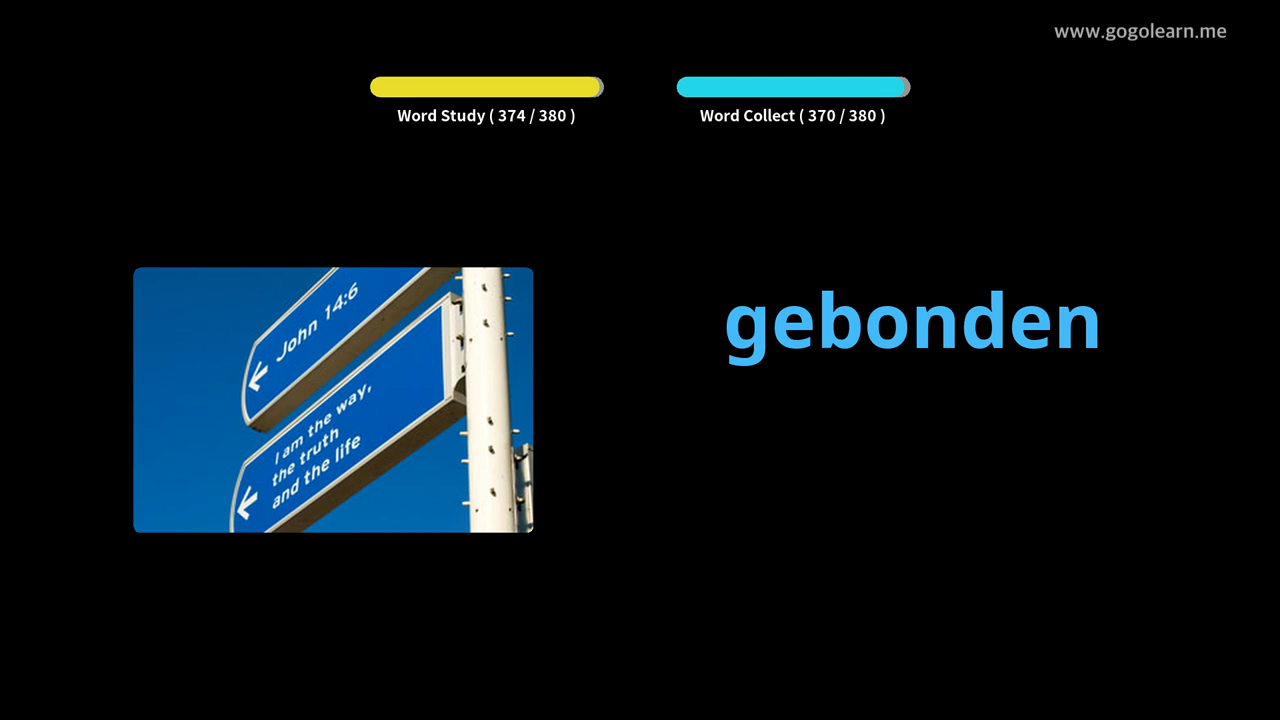 www.gogolearn.me
Word Study ( 374 / 380 )
Word Collect ( 370 / 380 )
John 14:6
I am the way,
the truth
and the life
gebonden